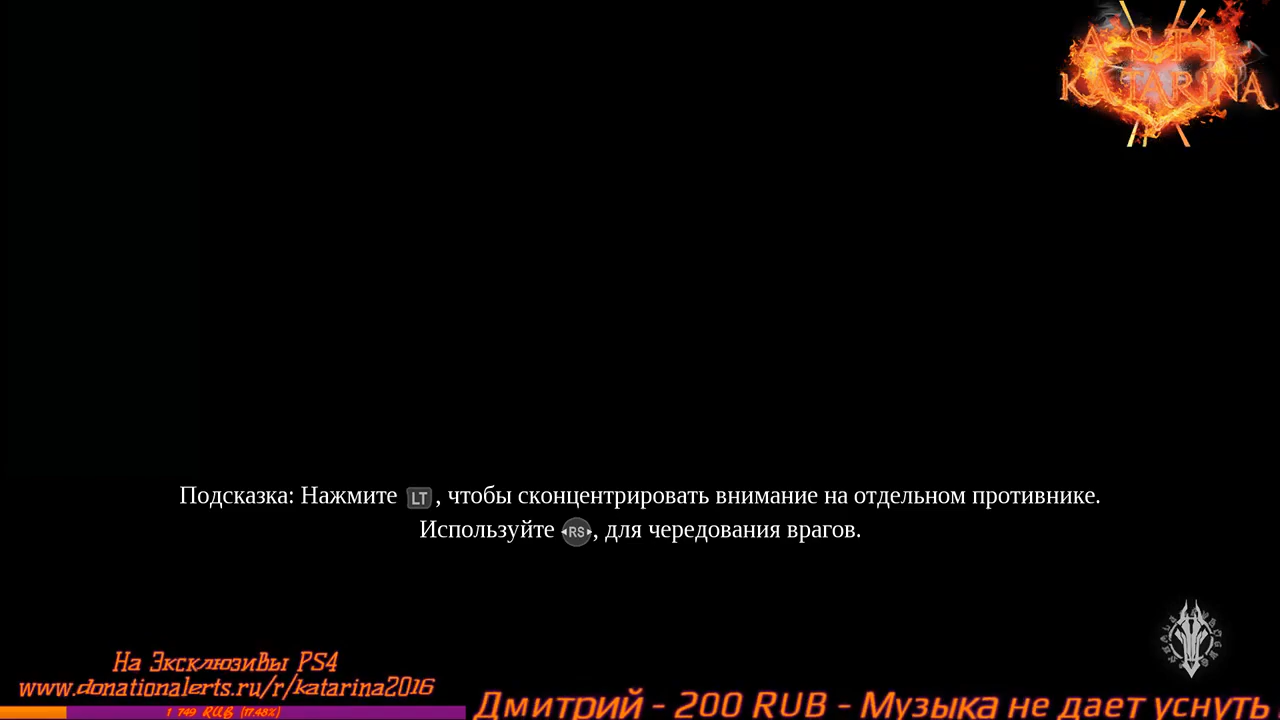 ASTI
KATARINA
Подсказка: Нажмите LT, чтобы сконцентрировать внимание на отдельном противнике.
Используйте RS, для чередования врагов.
На Эксклюзивы PS4
www.donationalerts.ru/r/katarina2016
1 749 RUB (17.48%)
Дмитрий - 200 RUB - Музыка не дает уснуть